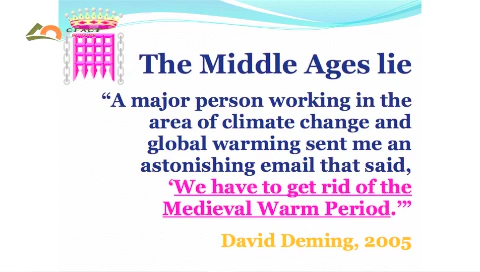 CFACT
The Middle Ages lie
“A major person working in the
area of climate change and
global warming sent me an
astonishing email that said,
‘We have to get rid of the
Medieval Warm Period.’”
David Deming, 2005